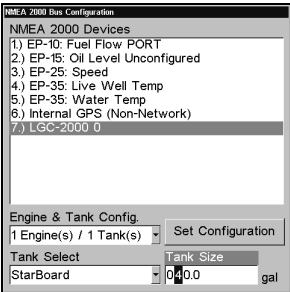 NMEA 2000 Bus Configuration
NMEA 2000 Devices
1.) EP-10: Fuel Flow PORT
2.) EP-15: Oil Level Unconfigured
3.) EP-25: Speed
4.) EP-35: Live Well Temp
5.) EP-35: Water Temp
6.) Internal GPS (Non-Network)
7.) LGC-2000 0
Engine & Tank Config.
1 Engine(s) / 1 Tank(s)
Set Configuration
Tank Select
Tank Size
StarBoard
040.0 gal